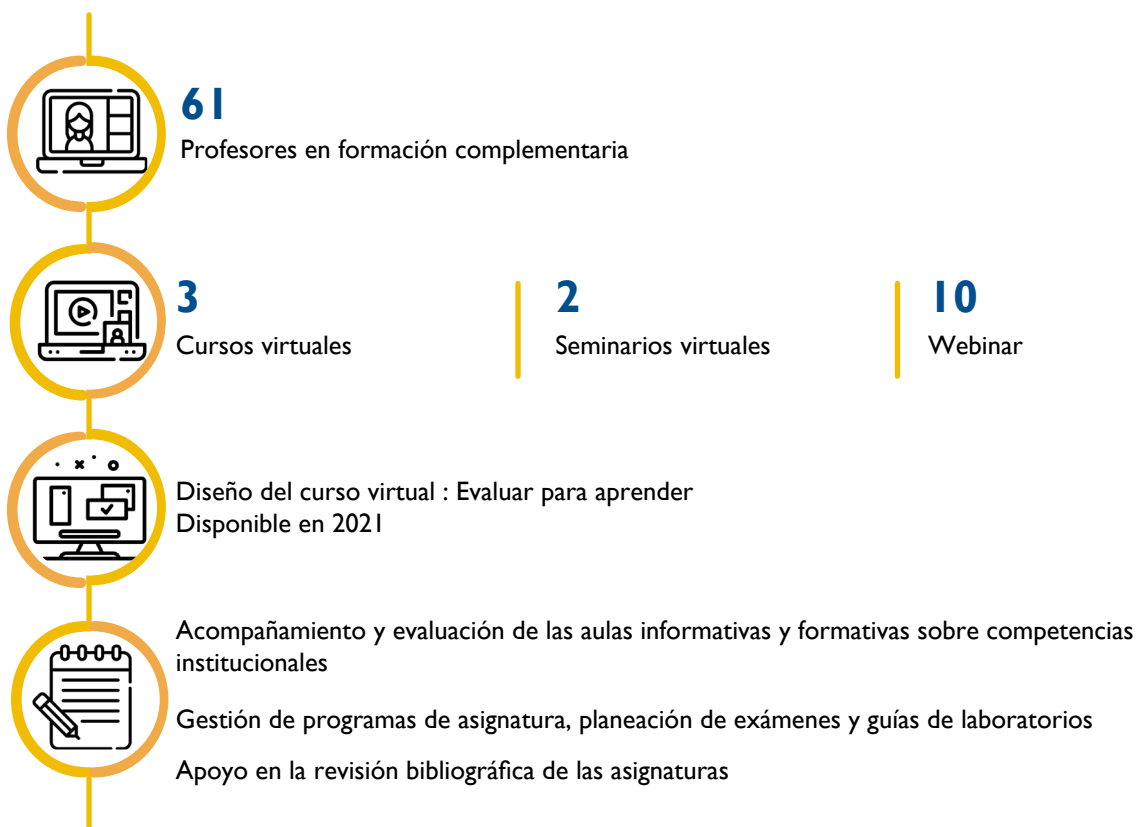 61
Profesores en formación complementaria
3
Cursos virtuales
2
Seminarios virtuales
10
Webinar
Diseño del curso virtual : Evaluar para aprender
Disponible en 2021
Acompañamiento y evaluación de las aulas informativas y formativas sobre competencias
institucionales
Gestión de programas de asignatura, planeación de exámenes y guías de laboratorios
Apoyo en la revisión bibliográfica de las asignaturas